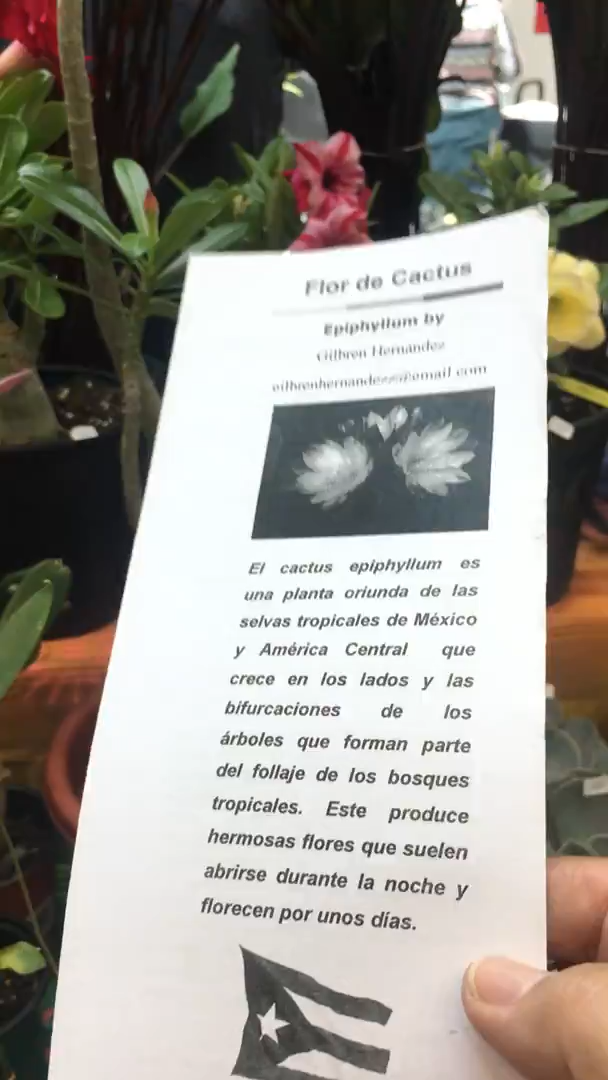 Flor de Cactus
Epiphyllum by
Gilbren Hernández
El cactus epiphyllum es
una planta oriunda de las
selvas tropicales de México
y América Central que
crece en los lados y las
bifurcaciones de los
árboles que forman parte
del follaje de los bosques
tropicales. Este produce
hermosas flores que suelen
abrirse durante la noche y
florecen por unos días.